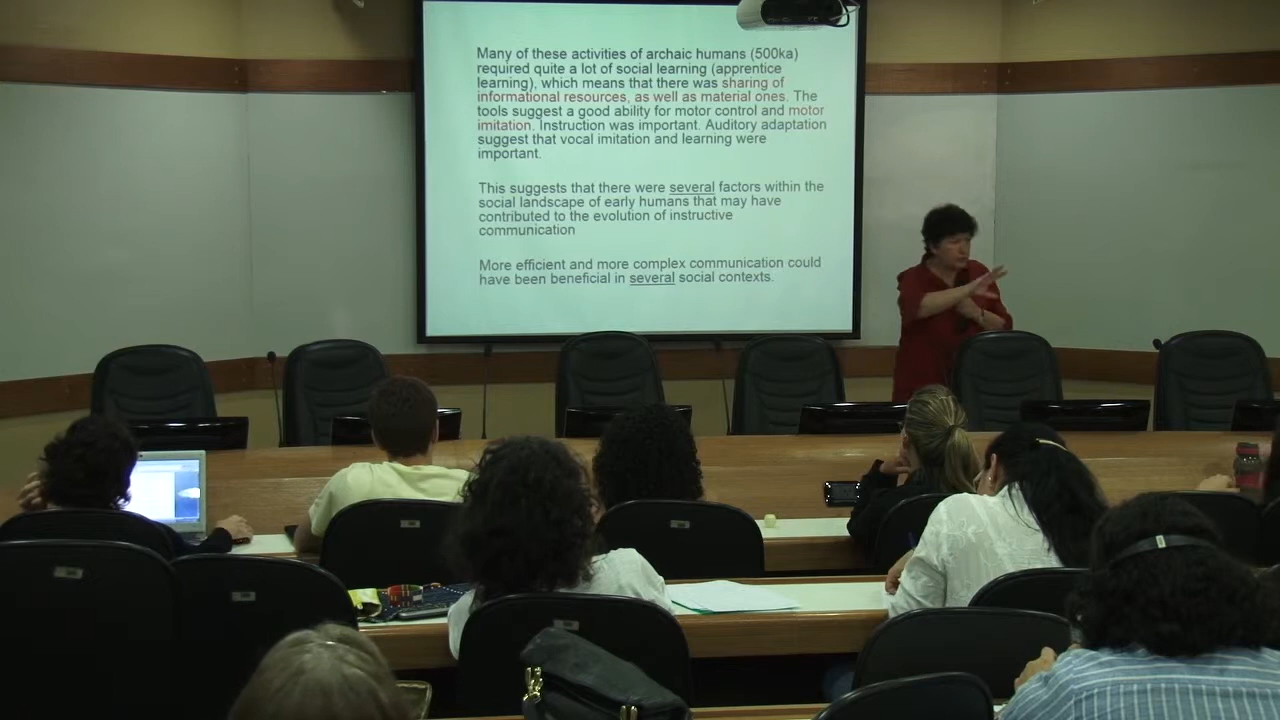 Many of these activities of archaic humans (500ka)
required quite a lot of social learning (apprentice
learning), which means that there was sharing of
informational resources, as well as material ones. The
tools suggest a good ability for motor control and motor
imitation. Instruction was important. Auditory adaptation
suggest that vocal imitation and learning were
important.
This suggests that there were several factors within the
social landscape of early humans that may have
contributed to the evolution of instructive
communication
More efficient and more complex communication could
have been beneficial in several social contexts.